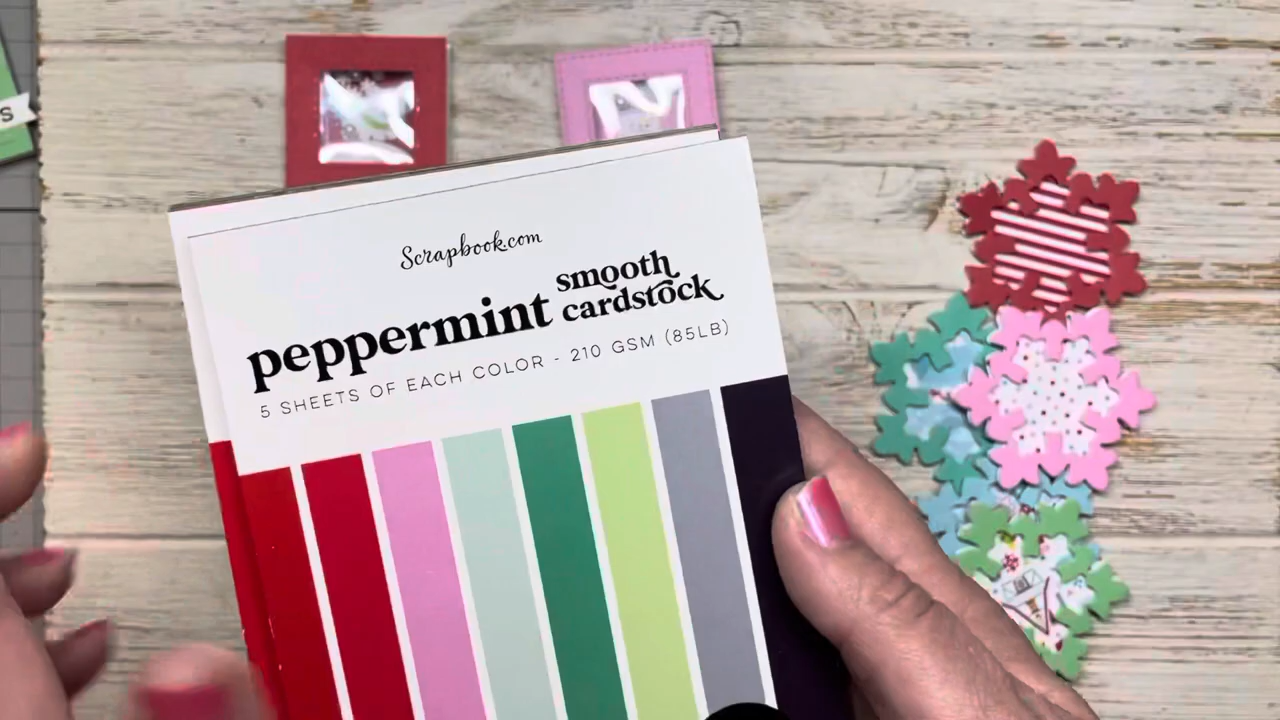 S
Scrapbook.com
peppermint smooth cardstock
5 SHEETS OF EACH COLOR - 210 GSM (85LB)